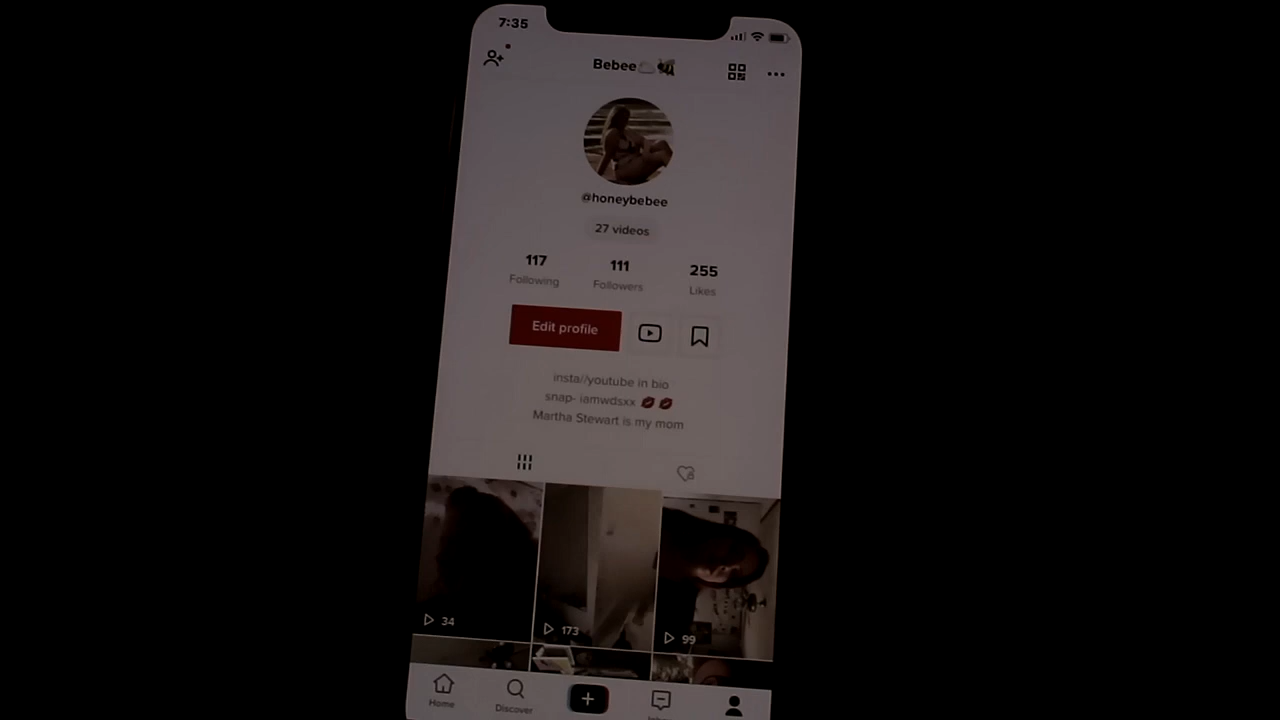 7:35
Bebee☁️🐝
@honeybebee
27 videos
117 111 255
Following Followers Likes
Edit profile
insta//youtube in bio
snap- iamwdsxx 💋 💋
Martha Stewart is my mom
34 173 99
Home Discover